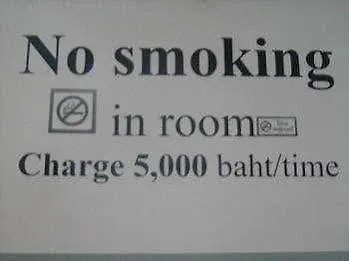 No smoking
in room
Charge 5,000 baht/time